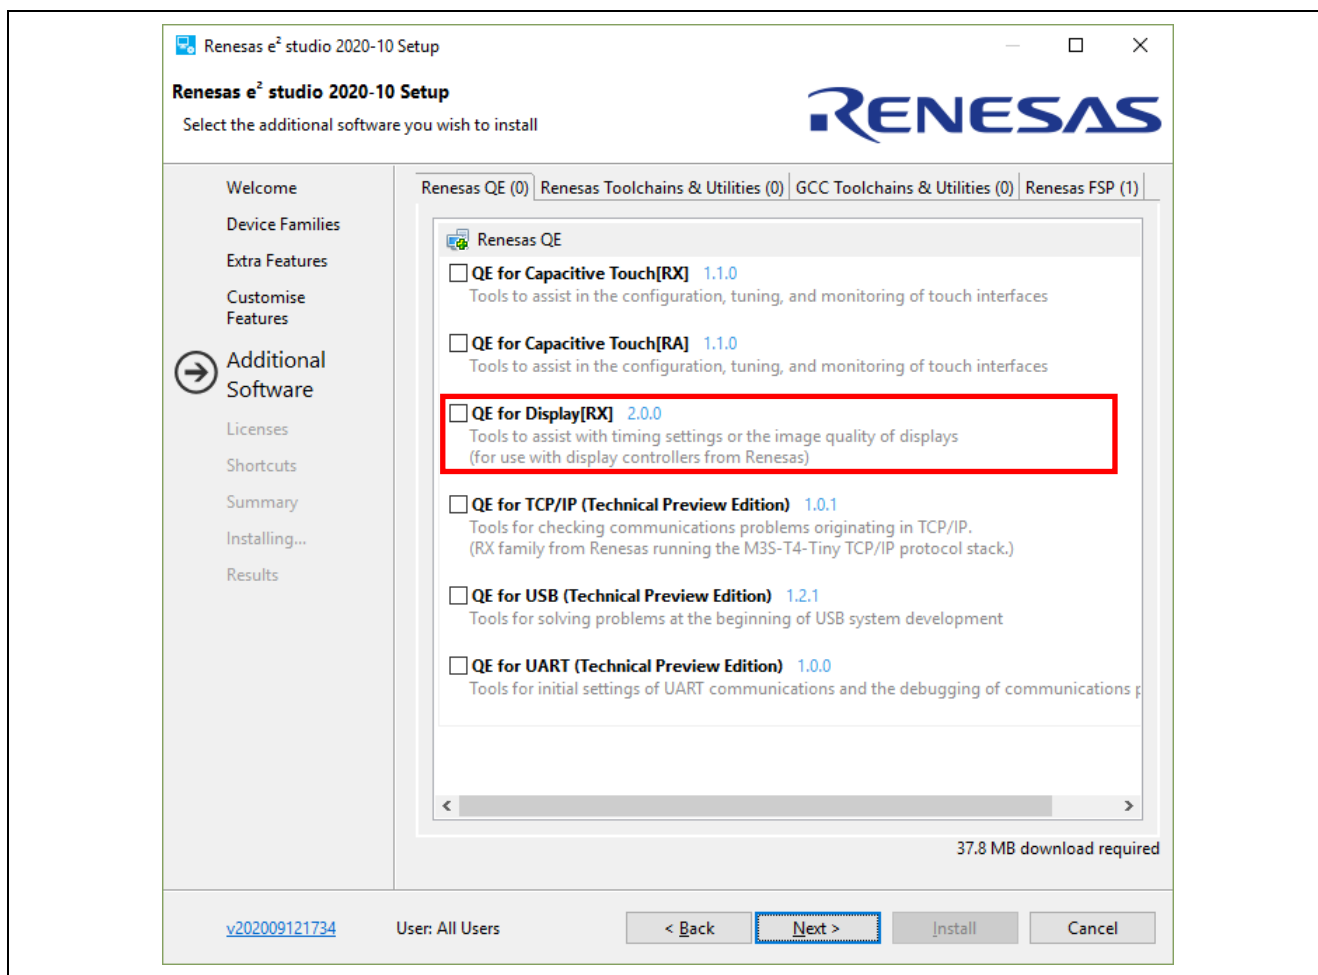 Renesas e² studio 2020-10 Setup
Renesas e² studio 2020-10 Setup
Select the additional software you wish to install
RENESAS
Welcome
Device Families
Extra Features
Customise
Features
Additional
Software
Licenses
Shortcuts
Summary
Installing...
Results
Renesas QE (0) Renesas Toolchains & Utilities (0) GCC Toolchains & Utilities (0) Renesas FSP (1)
Renesas QE
QE for Capacitive Touch[RX] 1.1.0
Tools to assist in the configuration, tuning, and monitoring of touch interfaces
QE for Capacitive Touch[RA] 1.1.0
Tools to assist in the configuration, tuning, and monitoring of touch interfaces
QE for Display[RX] 2.0.0
Tools to assist with timing settings or the image quality of displays
(for use with display controllers from Renesas)
QE for TCP/IP (Technical Preview Edition) 1.0.1
Tools for checking communications problems originating in TCP/IP.
(RX family from Renesas running the M3S-T4-Tiny TCP/IP protocol stack.)
QE for USB (Technical Preview Edition) 1.2.1
Tools for solving problems at the beginning of USB system development
QE for UART (Technical Preview Edition) 1.0.0
Tools for initial settings of UART communications and the debugging of communications
37.8 MB download required
v202009121734 User: All Users < Back Next > Install Cancel